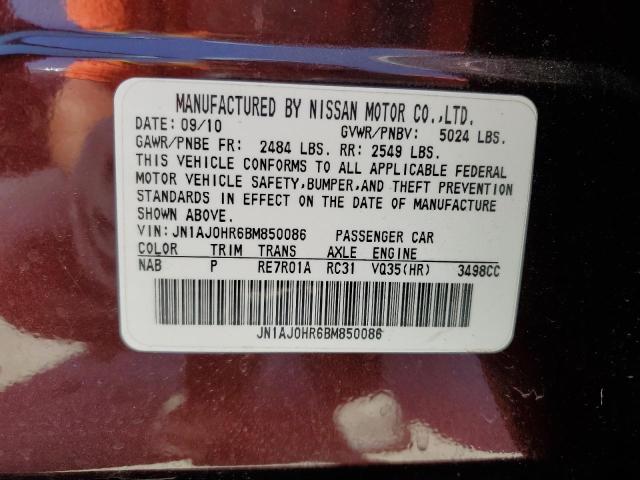 MANUFACTURED BY NISSAN MOTOR CO.,LTD.
DATE: 09/10 GVWR/PNBV: 5024 LBS.
GAWR/PNBE FR: 2484 LBS. RR: 2549 LBS.
THIS VEHICLE CONFORMS TO ALL APPLICABLE FEDERAL
MOTOR VEHICLE SAFETY,BUMPER,AND THEFT PREVENTION
STANDARDS IN EFFECT ON THE DATE OF MANUFACTURE
SHOWN ABOVE.
VIN: JN1AJ0HR6BM850086 PASSENGER CAR
COLOR TRIM TRANS AXLE ENGINE
NAB P RE7R01A RC31 VQ35(HR) 3498CC
JN1AJ0HR6BM850086